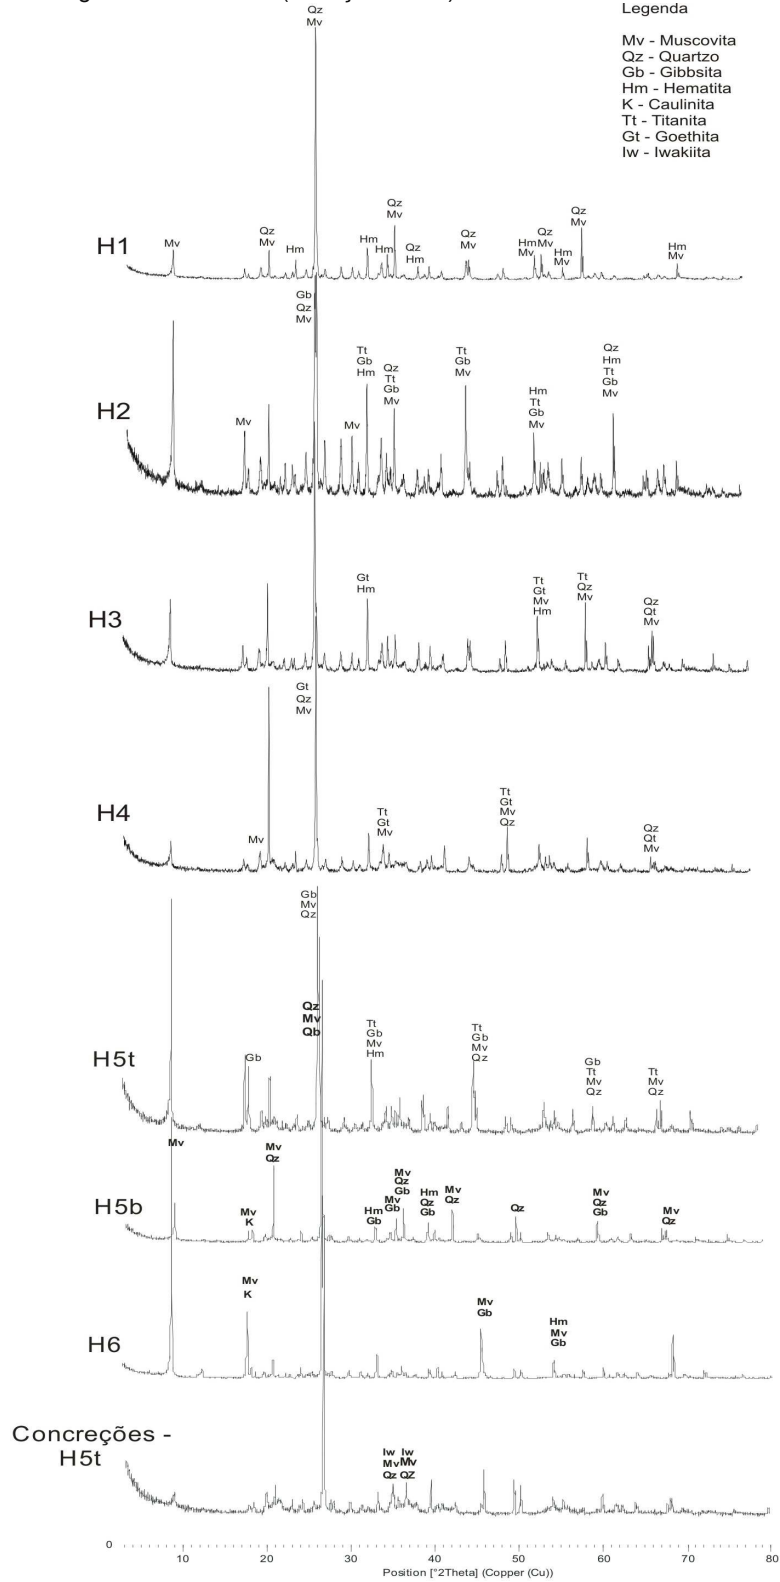 Legenda
Mv - Muscovita
Qz - Quartzo
Gb - Gibbsita
Hm - Hematita
K - Caulinita
Tt - Titanita
Gt - Goethita
Iw - Iwakiita
Qz
Mv
H1
Mv
Qz
Mv
Hm
Hm
Hm
Qz
Mv
Qz
Hm
Qz
Mv
Hm
Mv
Qz
Mv
Hm
Mv
Qz
Mv
Hm
Mv
Gb
Qz
Mv
H2
Mv
Mv
Tt
Gb
Hm
Qz
Tt
Gb
Mv
Tt
Gb
Mv
Hm
Tt
Gb
Mv
Qz
Hm
Tt
Gb
Mv
H3
Gt
Hm
Tt
Gt
Mv
Hm
Tt
Qz
Mv
Qz
Qt
Mv
Gt
Qz
Mv
H4
Mv
Tt
Gt
Mv
Tt
Gt
Mv
Qz
Qz
Qt
Mv
Gb
Mv
Qz
H5t
Gb
Tt
Gb
Mv
Hm
Tt
Gb
Mv
Qz
Gb
Tt
Mv
Qz
Tt
Mv
Qz
Qz
Mv
Qb
H5b
Mv
K
Mv
Qz
Hm
Gb
Mv
Gb
Mv
Qz
Gb
Hm
Qz
Gb
Mv
Qz
Qz
Mv
Qz
Gb
Mv
Qz
Mv
H6
Mv
K
Mv
Gb
Hm
Mv
Gb
Concreções -
H5t
Iw
Mv
Qz
Iw
Mv
QZ
0
10 20 30 40 50 60 70 80
Position [°2Theta] (Copper (Cu))